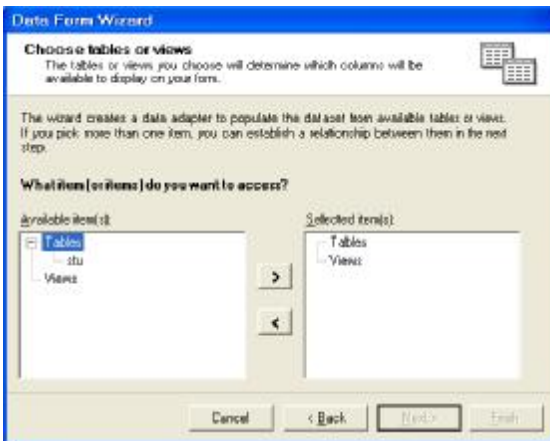 Data Form Wizard
Choose tables or views
The tables or views you choose will determine which columns will be
available to display on your form.
The wizard creates a data adapter to populate the dataset from available tables or views.
If you pick more than one item, you can establish a relationship between them in the next
step.
What item (or items) do you want to access?
Available item(s):
Selected item(s):
Tables
stu
Views
Tables
Views
>
<
Cancel
< Back
Next >
Finish